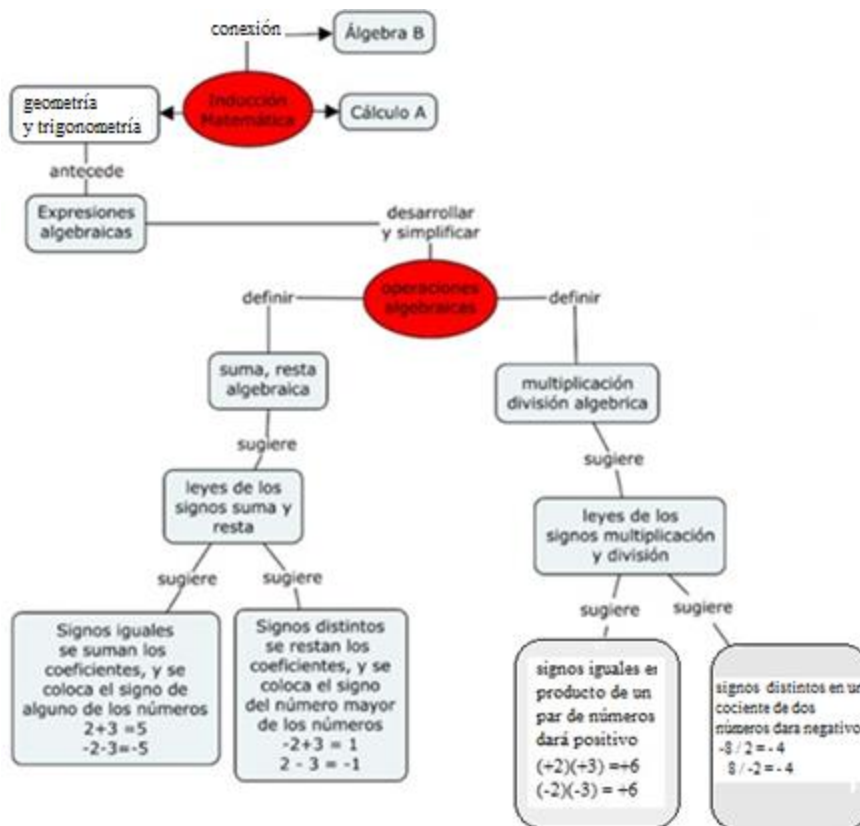 conexión
Álgebra B
Inducción
Matemática
geometría
y trigonometría
Cálculo A
antecede
Expresiones
algebraicas
desarrollar
y simplificar
operaciones
algebraicas
definir
definir
suma, resta
algebraica
multiplicación
división algebrica
sugiere
sugiere
leyes de los
signos suma y
resta
leyes de los
signos multiplicación
y división
sugiere
sugiere
sugiere
sugiere
Signos iguales
se suman los
coeficientes, y se
coloca el signo de
alguno de los números
2+3 =5
-2-3=-5
Signos distintos
se restan los
coeficientes, y se
coloca el signo
del número mayor
de los números
-2+3 = 1
2 - 3 = -1
signos iguales en
producto de un
par de números
dará positivo
(+2)(+3) =+6
(-2)(-3) = +6
signos distintos en un
cociente de dos
números dara negativo
-8 / 2 = - 4
8 / -2 = - 4